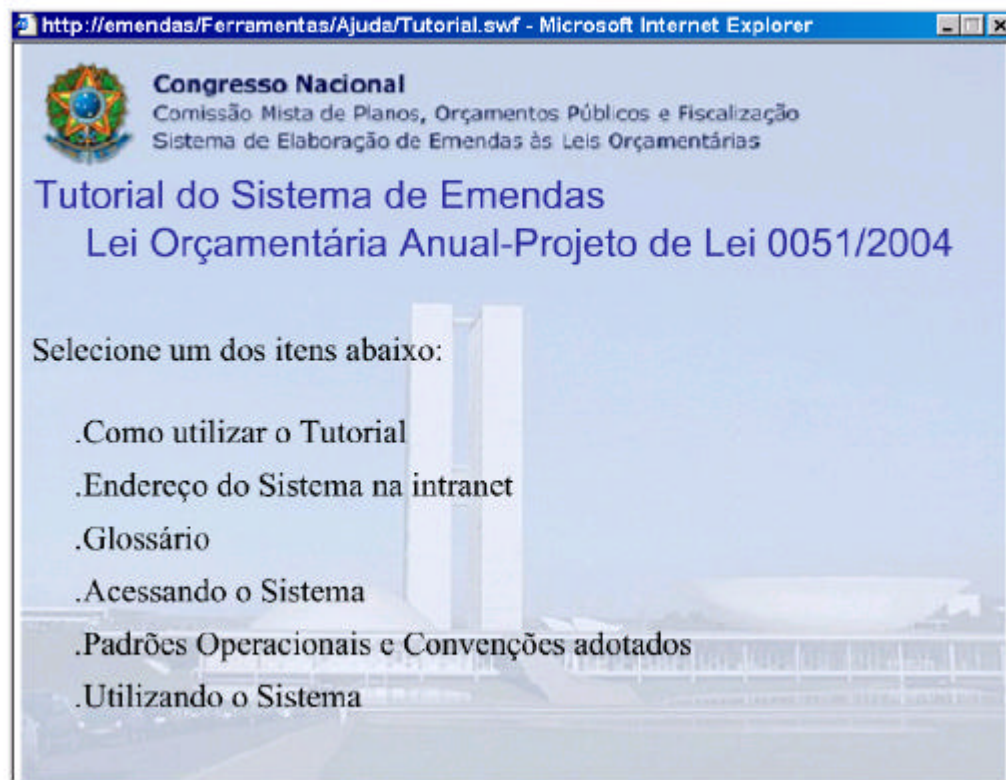 http://emendas/Ferramentas/Ajuda/Tutorial.swf - Microsoft Internet Explorer
Congresso Nacional
Comissão Mista de Planos, Orçamentos Públicos e Fiscalização
Sistema de Elaboração de Emendas às Leis Orçamentárias
Tutorial do Sistema de Emendas
Lei Orçamentária Anual-Projeto de Lei 0051/2004
Selecione um dos itens abaixo:
.Como utilizar o Tutorial
.Endereço do Sistema na intranet
.Glossário
.Acessando o Sistema
.Padrões Operacionais e Convenções adotados
.Utilizando o Sistema